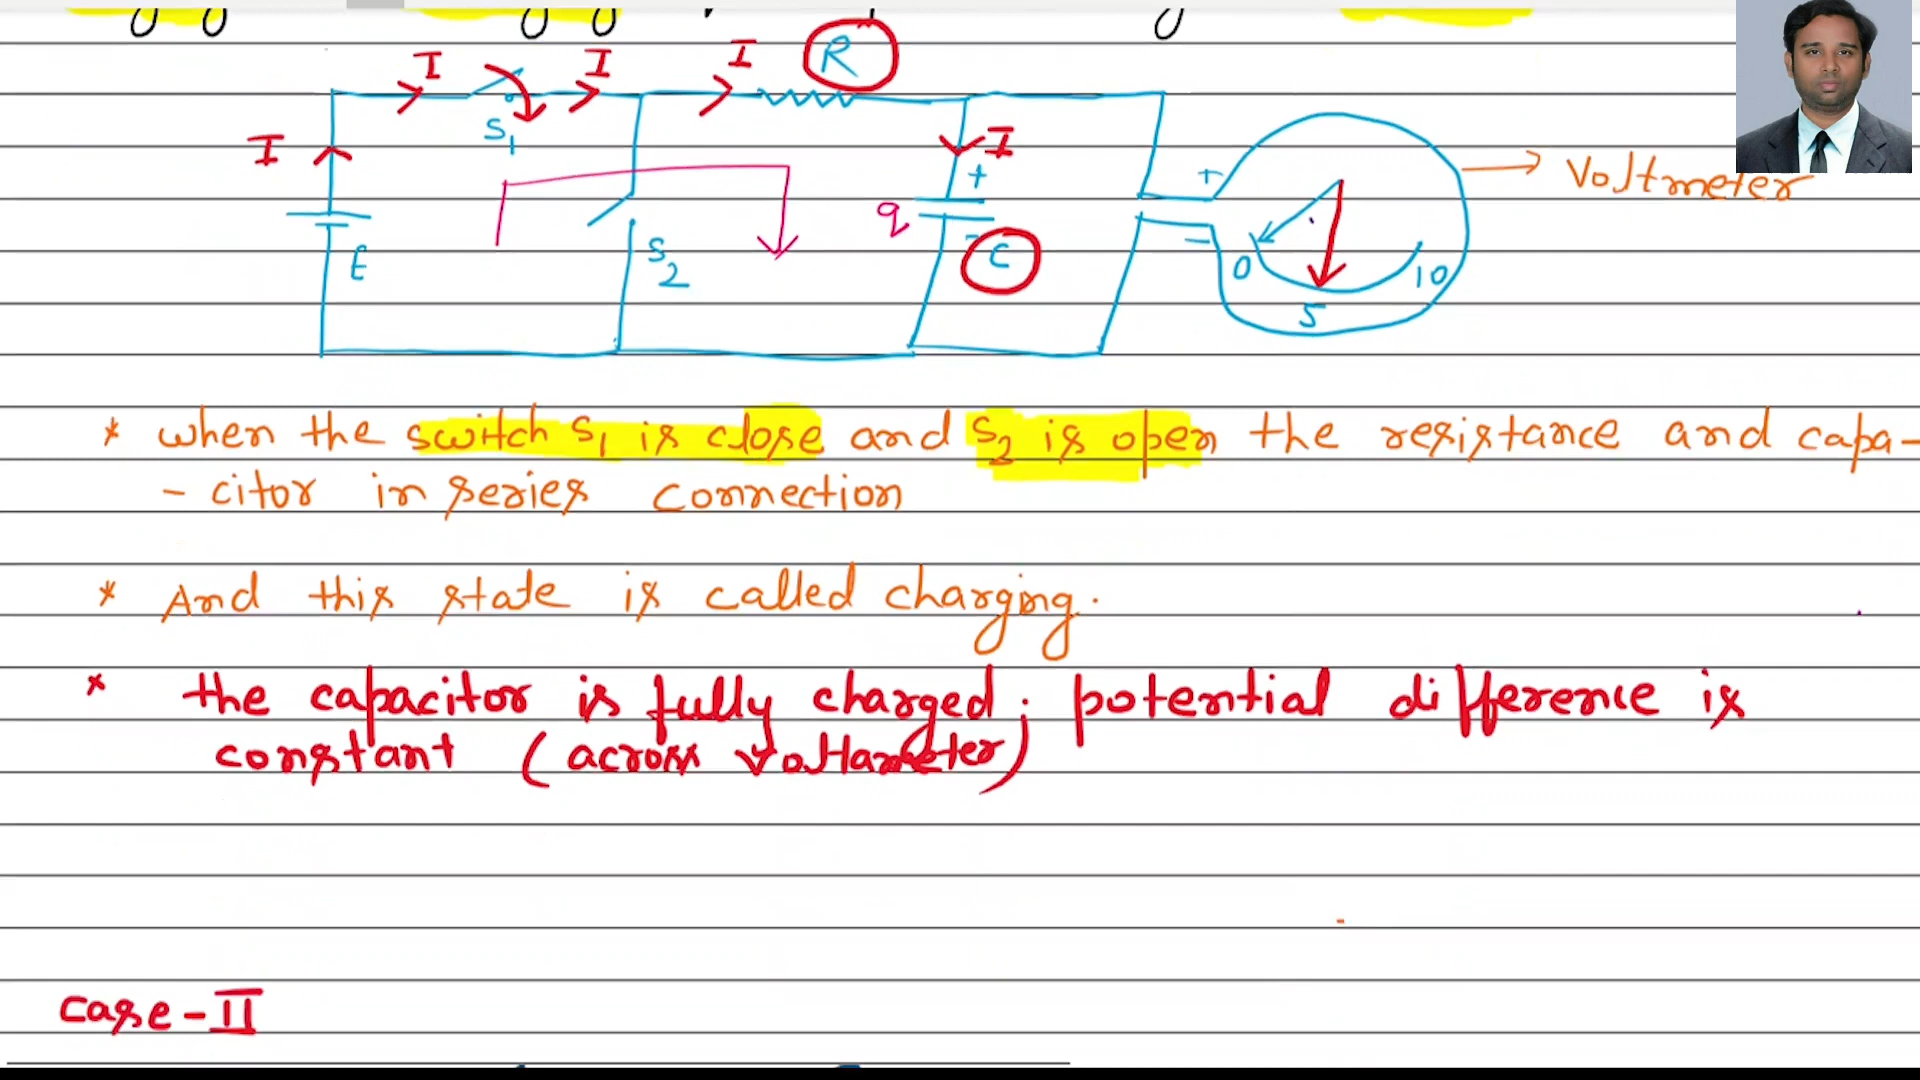 I I I R
S1
I I
+ + → Voltmeter
q
E S2 - C - 0 10
5
* when the switch S1 is close and S2 is open the resistance and capa-
- citor in series connection
* And this state is called charging.
* the capacitor is fully charged; potential difference is
constant (across voltameter)
case - II